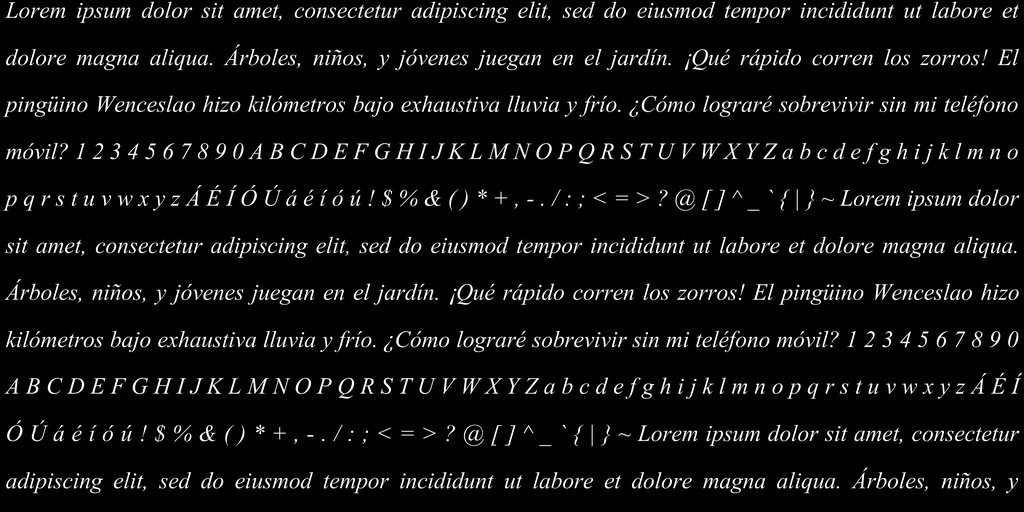 Lorem ipsum dolor sit amet, consectetur adipiscing elit, sed do eiusmod tempor incididunt ut labore et
dolore magna aliqua. Árboles, niños, y jóvenes juegan en el jardín. ¡Qué rápido corren los zorros! El
pingüino Wenceslao hizo kilómetros bajo exhaustiva lluvia y frío. ¿Cómo lograré sobrevivir sin mi teléfono
móvil? 1 2 3 4 5 6 7 8 9 0 A B C D E F G H I J K L M N O P Q R S T U V W X Y Z a b c d e f g h i j k l m n o
p q r s t u v w x y z Á É Í Ó Ú á é í ó ú ! $ % & ( ) * + , - . / : ; < = > ? @ [ ] ^ _ ` { | } ~ Lorem ipsum dolor
sit amet, consectetur adipiscing elit, sed do eiusmod tempor incididunt ut labore et dolore magna aliqua.
Árboles, niños, y jóvenes juegan en el jardín. ¡Qué rápido corren los zorros! El pingüino Wenceslao hizo
kilómetros bajo exhaustiva lluvia y frío. ¿Cómo lograré sobrevivir sin mi teléfono móvil? 1 2 3 4 5 6 7 8 9 0
A B C D E F G H I J K L M N O P Q R S T U V W X Y Z a b c d e f g h i j k l m n o p q r s t u v w x y z Á É Í
Ó Ú á é í ó ú ! $ % & ( ) * + , - . / : ; < = > ? @ [ ] ^ _ ` { | } ~ Lorem ipsum dolor sit amet, consectetur
adipiscing elit, sed do eiusmod tempor incididunt ut labore et dolore magna aliqua. Árboles, niños, y